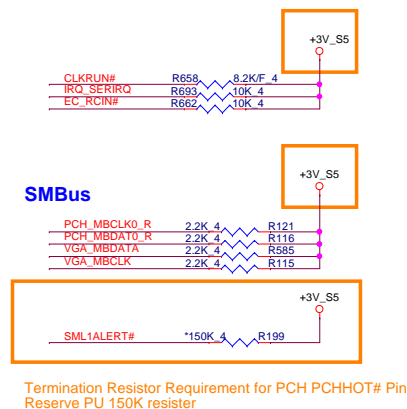 +3V_S5
CLKRUN# R658 8.2K/F_4
IRQ_SERIRQ R693 10K_4
EC_RCIN# R662 10K_4
+3V_S5
SMBus
PCH_MBCLK0_R 2.2K_4 R121
PCH_MBDAT0_R 2.2K_4 R116
VGA_MBDATA 2.2K_4 R585
VGA_MBCLK 2.2K_4 R115
+3V_S5
SML1ALERT# *150K_4 R199
Termination Resistor Requirement for PCH PCHHOT# Pin
Reserve PU 150K resister